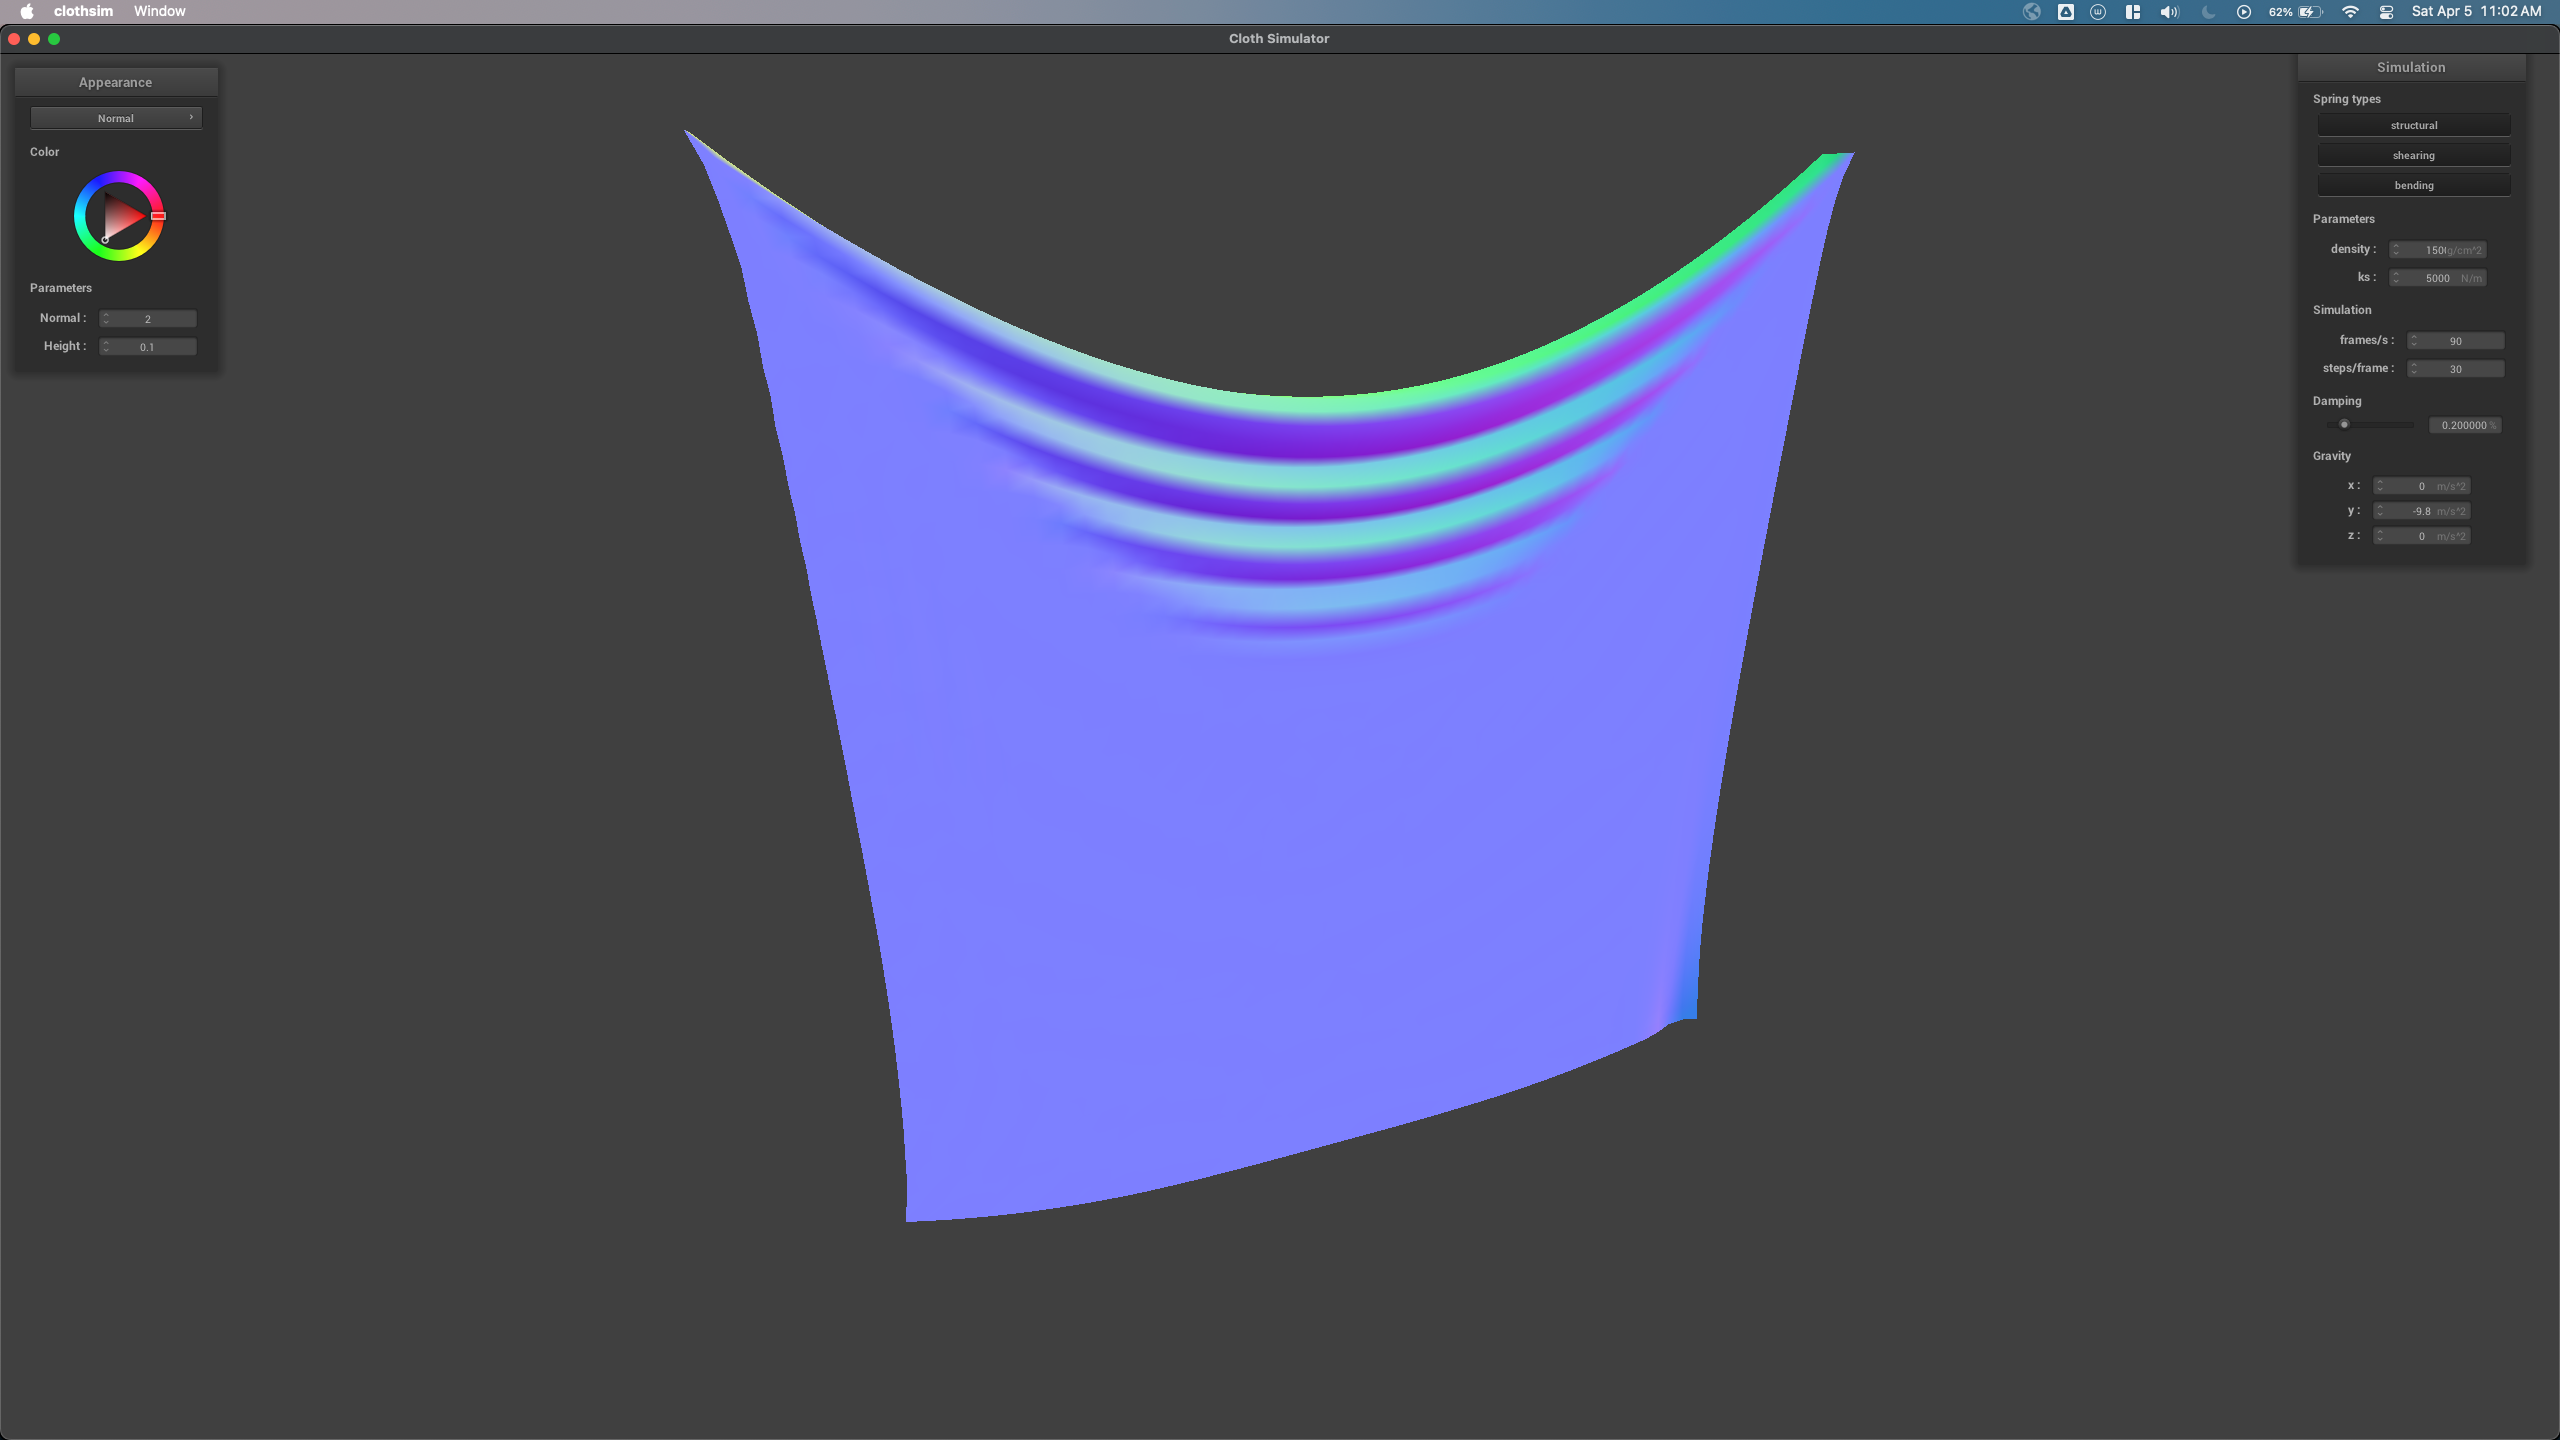 clothsim Window 62% Sat Apr 5 11:02 AM
Cloth Simulator
Appearance
Normal
Color
Parameters
Normal : 2
Height : 0.1
Simulation
Spring types
structural
shearing
bending
Parameters
density : 150 g/cm^2
ks : 5000 N/m
Simulation
frames/s : 90
steps/frame : 30
Damping
0.200000 %
Gravity
x : 0 m/s^2
y : -9.8 m/s^2
z : 0 m/s^2